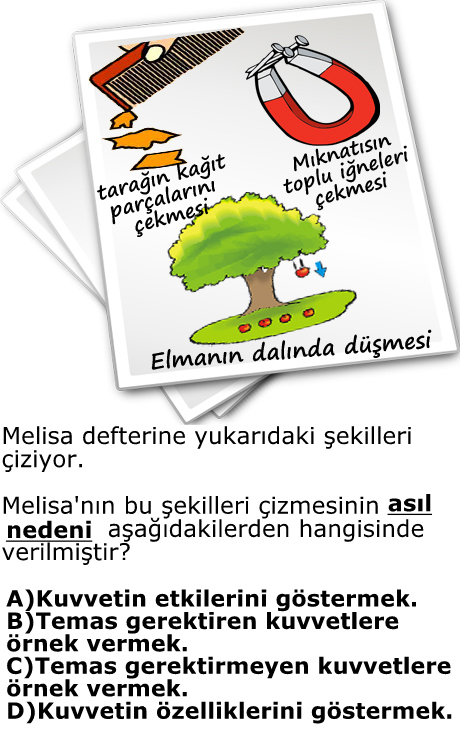 tarağın kağıt
parçalarını
çekmesi
Mıknatısın
toplu iğneleri
çekmesi
Elmanın dalında düşmesi
Melisa defterine yukarıdaki şekilleri
çiziyor.
Melisa'nın bu şekilleri çizmesinin asıl
nedeni aşağıdakilerden hangisinde
verilmiştir?
A)Kuvvetin etkilerini göstermek.
B)Temas gerektiren kuvvetlere
örnek vermek.
C)Temas gerektirmeyen kuvvetlere
örnek vermek.
D)Kuvvetin özelliklerini göstermek.